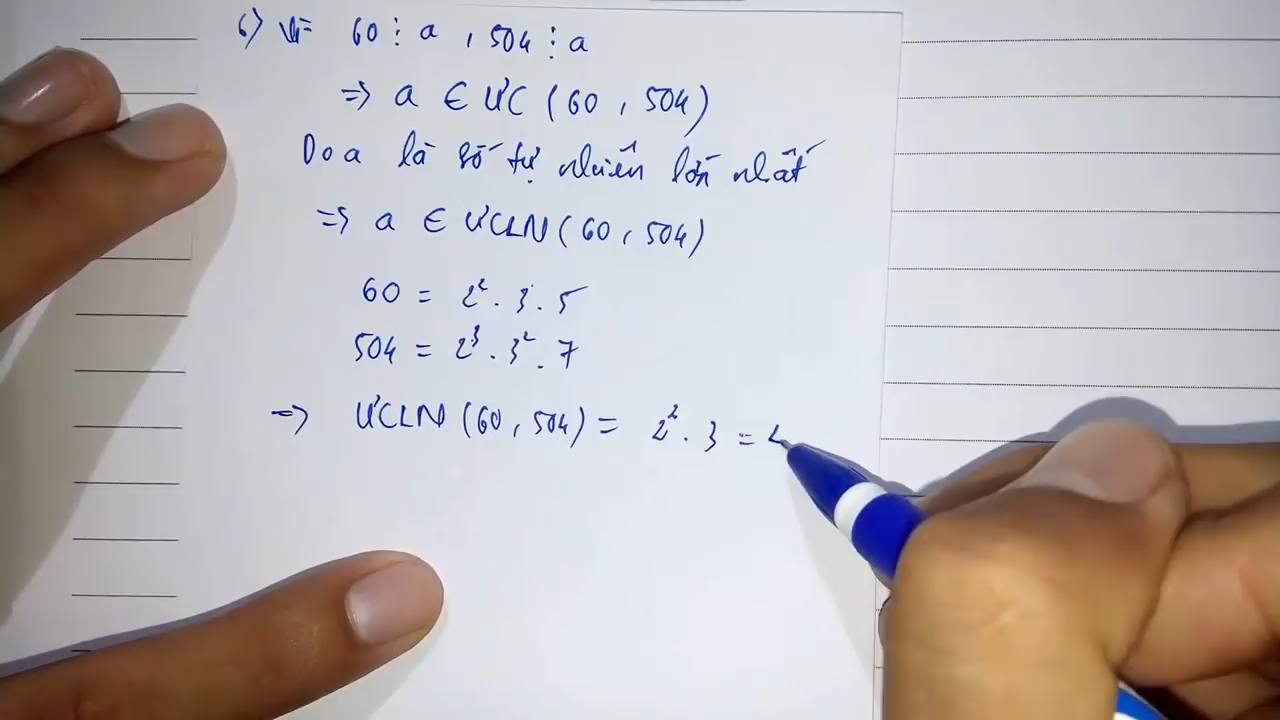 b) Vì 60 ⋮ a , 504 ⋮ a
=> a ∈ ƯC (60 , 504)
Do a là số tự nhiên lớn nhất
=> a ∈ ƯCLN (60 , 504)
60 = 2² . 3 . 5
504 = 2³ . 3² . 7
=> ƯCLN (60 , 504) = 2² . 3 = 4